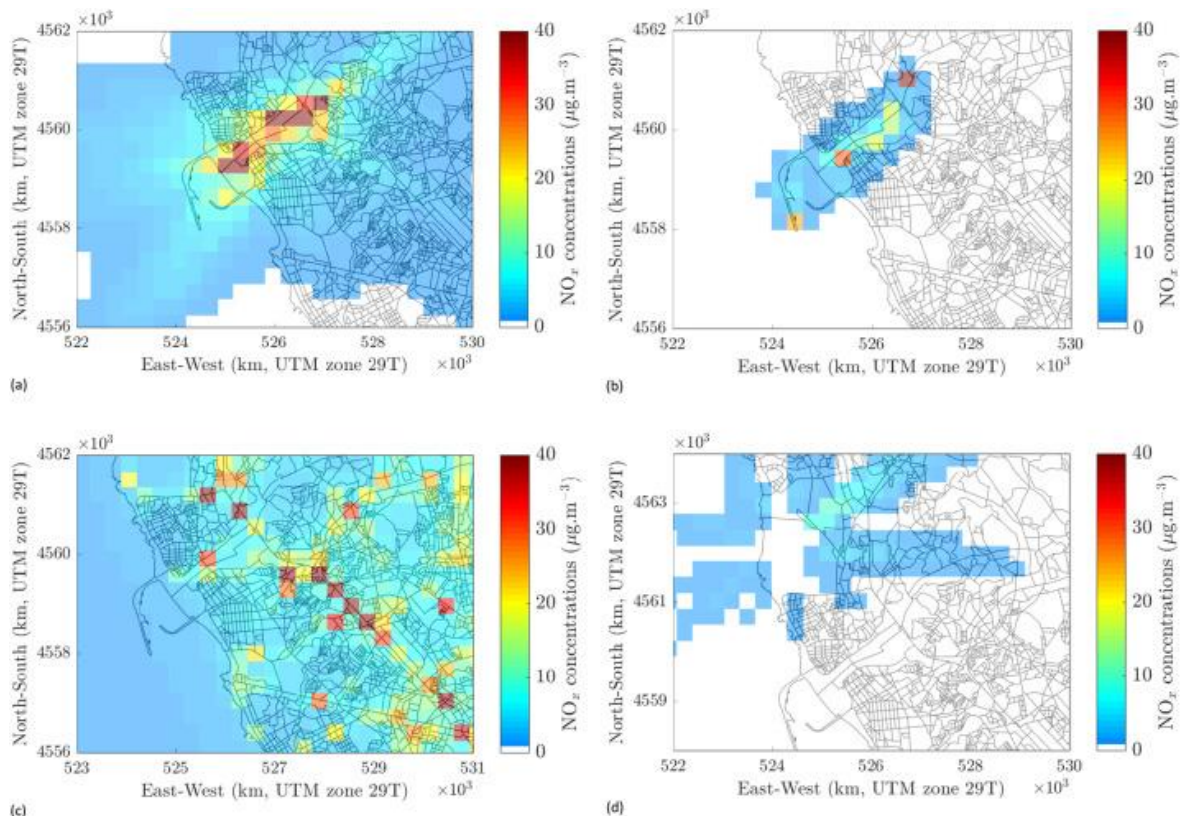 ×10³
4562
4560
4558
4556
522 524 526 528 530
East-West (km, UTM zone 29T) ×10³
North-South (km, UTM zone 29T)
40
30
20
10
0
NOₓ concentrations (μg.m⁻³)
(a)
×10³
4562
4560
4558
4556
522 524 526 528 530
East-West (km, UTM zone 29T) ×10³
North-South (km, UTM zone 29T)
40
30
20
10
0
NOₓ concentrations (μg.m⁻³)
(b)
×10³
4562
4560
4558
4556
523 525 527 529 531
East-West (km, UTM zone 29T) ×10³
North-South (km, UTM zone 29T)
40
30
20
10
0
NOₓ concentrations (μg.m⁻³)
(c)
×10³
4563
4561
4559
522 524 526 528 530
East-West (km, UTM zone 29T) ×10³
North-South (km, UTM zone 29T)
40
30
20
10
0
NOₓ concentrations (μg.m⁻³)
(d)